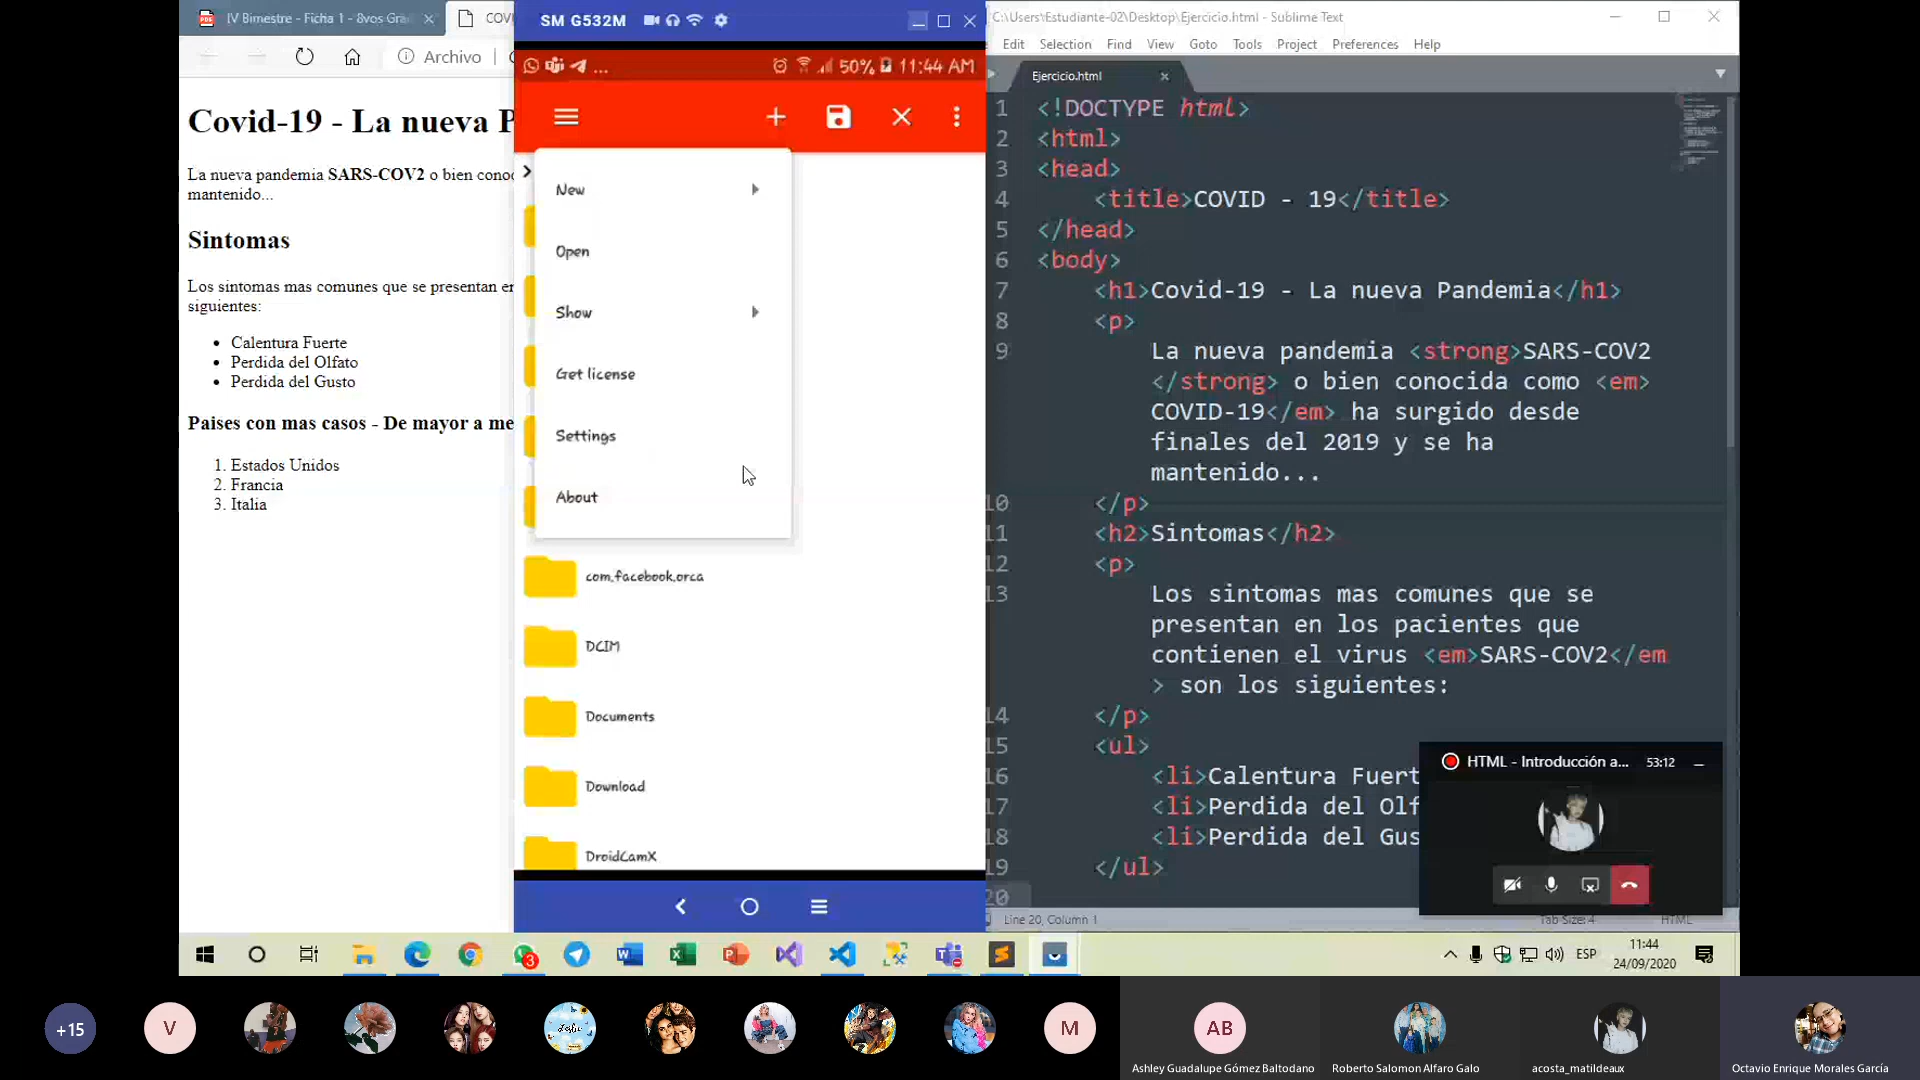 IV Bimestre - Ficha 1 - 8vos Gra
COV
Archivo
Covid-19 - La nueva P
La nueva pandemia SARS-COV2 o bien cono
mantenido...
Sintomas
Los sintomas mas comunes que se presentan en
siguientes:
Calentura Fuerte
Perdida del Olfato
Perdida del Gusto
Paises con mas casos - De mayor a me
1. Estados Unidos
2. Francia
3. Italia
SM G532M
... 50% 11:44 AM
New
Open
Show
Get license
Settings
About
com.facebook.orca
DCIM
Documents
Download
DroidCamX
C:\Users\Estudiante-02\Desktop\Ejercicio.html - Sublime Text
Edit Selection Find View Goto Tools Project Preferences Help
Ejercicio.html
1 <!DOCTYPE html>
2 <html>
3 <head>
4 <title>COVID - 19</title>
5 </head>
6 <body>
7 <h1>Covid-19 - La nueva Pandemia</h1>
8 <p>
9 La nueva pandemia <strong>SARS-COV2
</strong> o bien conocida como <em>
COVID-19</em> ha surgido desde
finales del 2019 y se ha
mantenido...
10 </p>
11 <h2>Sintomas</h2>
12 <p>
13 Los sintomas mas comunes que se
presentan en los pacientes que
contienen el virus <em>SARS-COV2</em
> son los siguientes:
14 </p>
15 <ul>
16 <li>Calentura Fuert
17 <li>Perdida del Olf
18 <li>Perdida del Gus
19 </ul>
20
HTML - Introducción a... 53:12
Line 20, Column 1
Tab Size: 4
HTML
3
ESP
11:44
24/09/2020
+15
V
M
AB
Ashley Guadalupe Gómez Baltodano
Roberto Salomon Alfaro Galo
acosta_matildeaux
Octavio Enrique Morales García